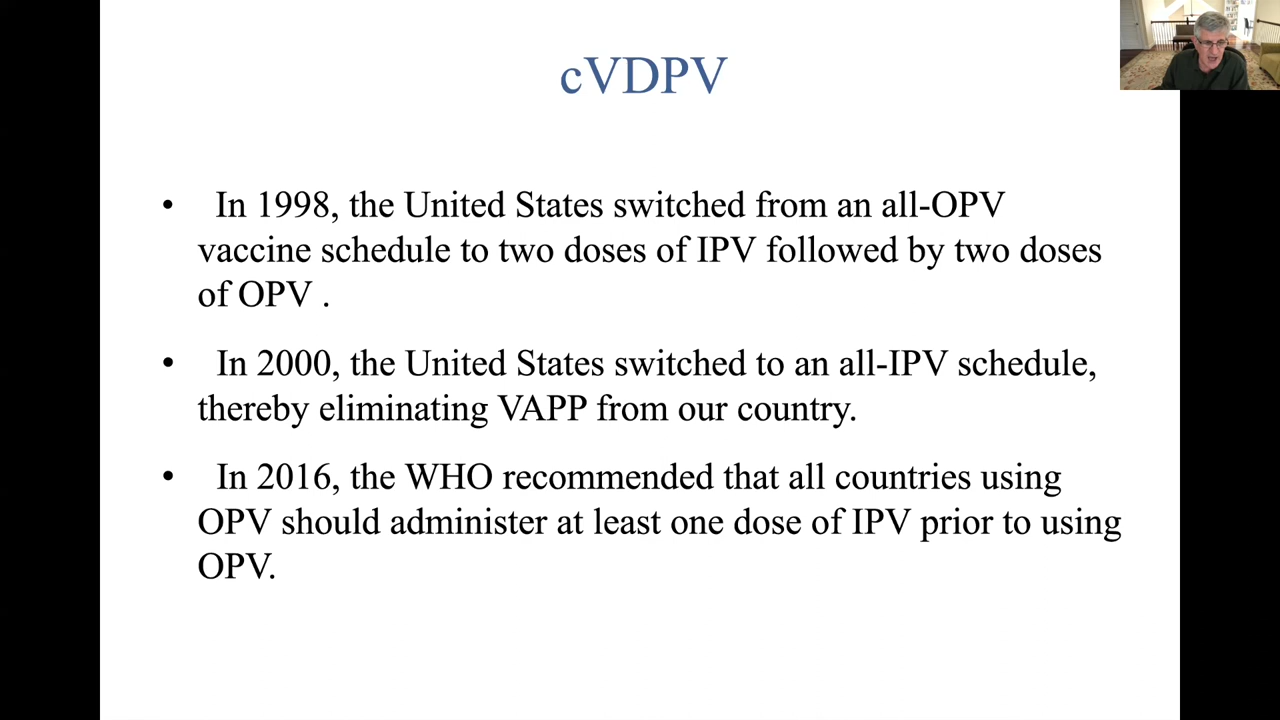 cVDPV
• In 1998, the United States switched from an all-OPV
vaccine schedule to two doses of IPV followed by two doses
of OPV .
• In 2000, the United States switched to an all-IPV schedule,
thereby eliminating VAPP from our country.
• In 2016, the WHO recommended that all countries using
OPV should administer at least one dose of IPV prior to using
OPV.